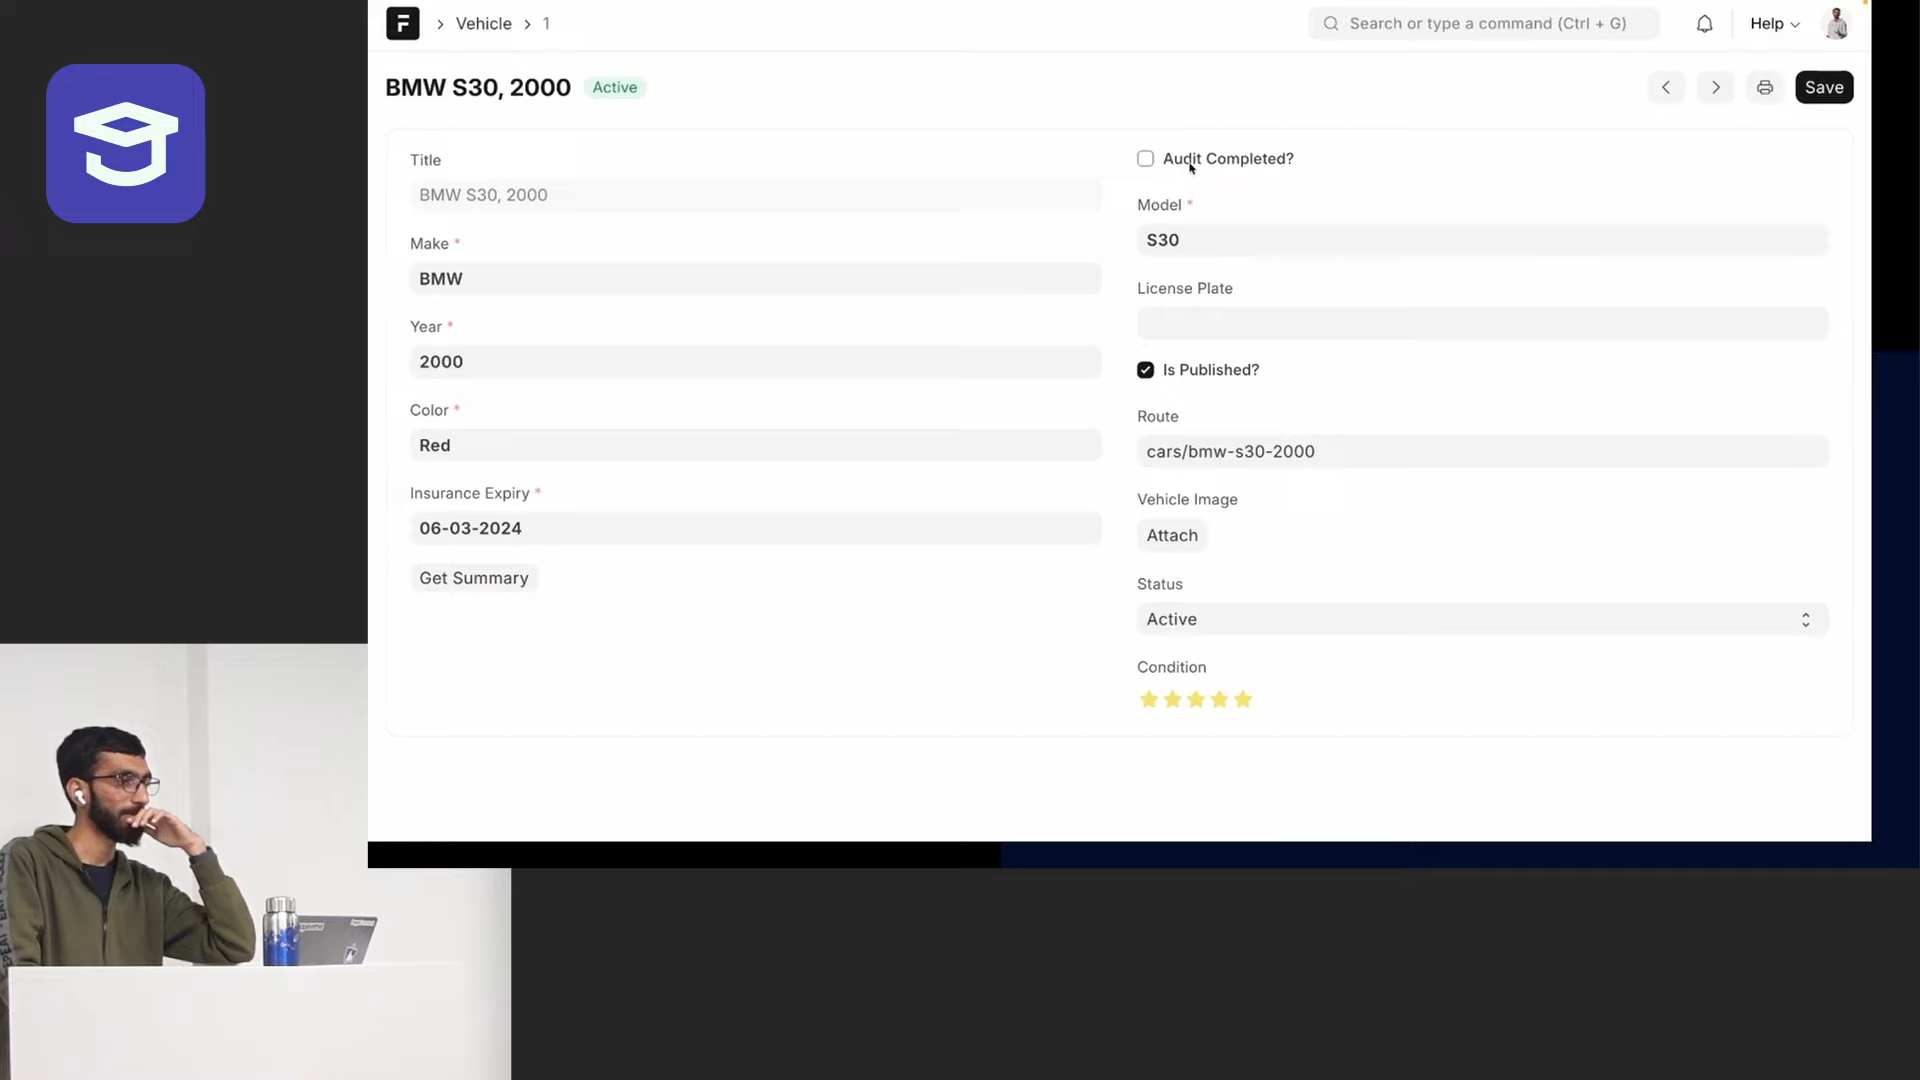 Vehicle
1
Search or type a command (Ctrl + G)
Help
BMW S30, 2000
Active
Save
Title
BMW S30, 2000
Make *
BMW
Year *
2000
Color *
Red
Insurance Expiry *
06-03-2024
Get Summary
Audit Completed?
Model *
S30
License Plate
Is Published?
Route
cars/bmw-s30-2000
Vehicle Image
Attach
Status
Active
Condition